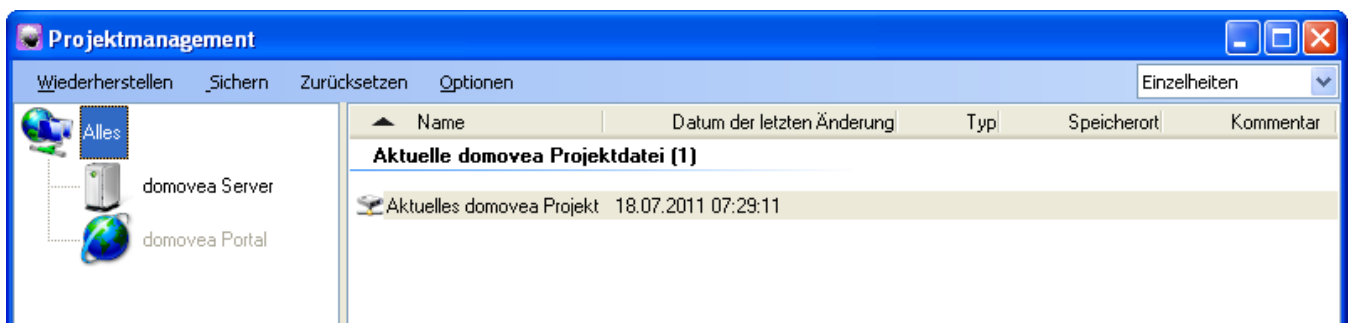 Projektmanagement
Wiederherstellen Sichern Zurücksetzen Optionen Einzelheiten
Alles
domovea Server
domovea Portal
Name Datum der letzten Änderung Typ Speicherort Kommentar
Aktuelle domovea Projektdatei (1)
Aktuelles domovea Projekt 18.07.2011 07:29:11